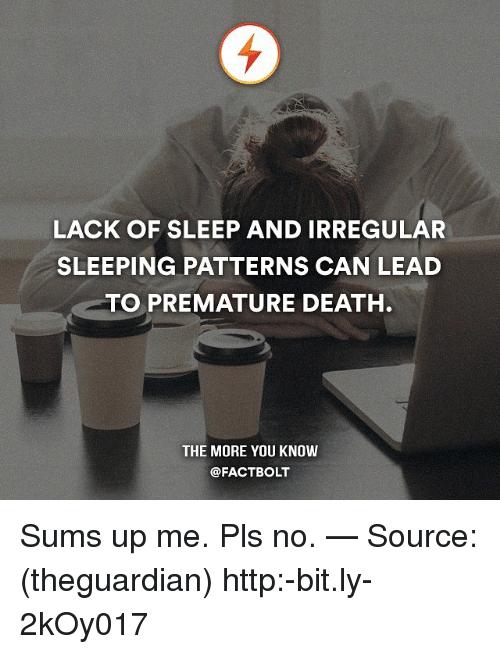 LACK OF SLEEP AND IRREGULAR
SLEEPING PATTERNS CAN LEAD
TO PREMATURE DEATH.
THE MORE YOU KNOW
@FACTBOLT
Sums up me. Pls no. — Source:
(theguardian) http:-bit.ly-
2kOy017